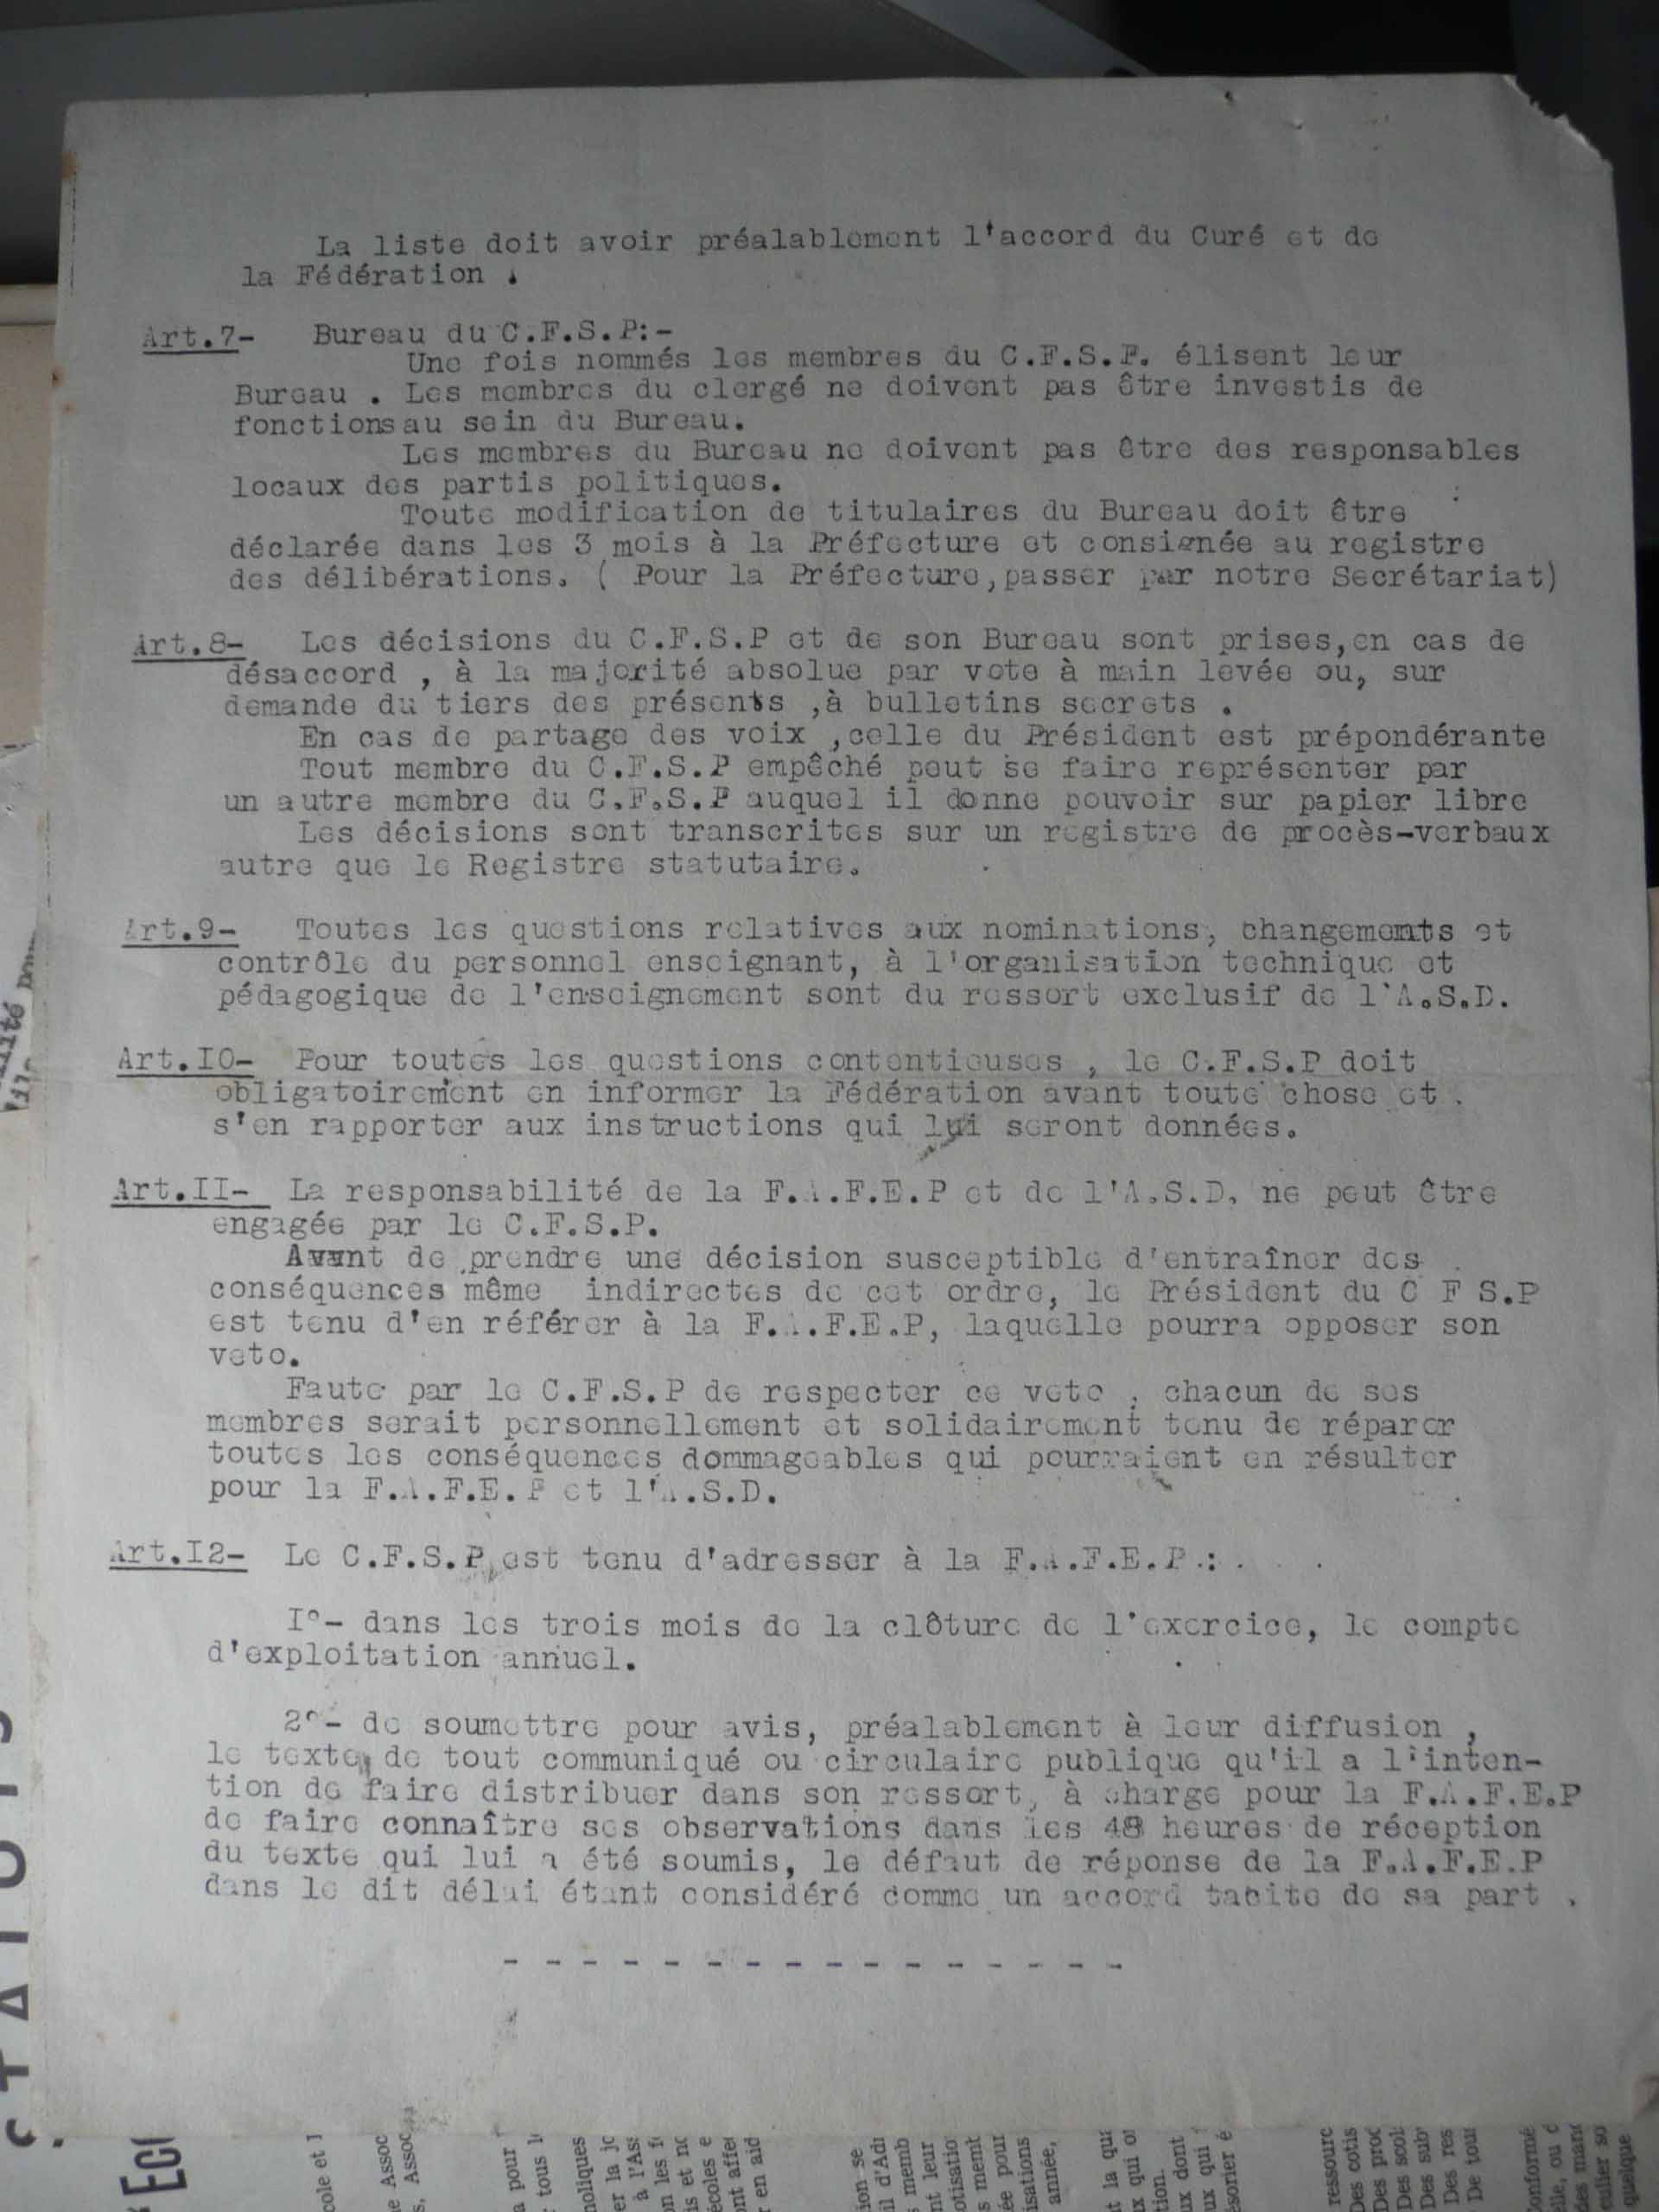 La liste doit avoir préalablement l'accord du Curé et de
la Fédération .
Art.7- Bureau du C.F.S.P:-
Une fois nommés les membres du C.F.S.P. élisent leur
Bureau . Les membres du clergé ne doivent pas être investis de
fonctions au sein du Bureau.
Les membres du Bureau ne doivent pas être des responsables
locaux des partis politiques.
Toute modification de titulaires du Bureau doit être
déclarée dans les 3 mois à la Préfecture et consignée au registre
des délibérations. ( Pour la Préfecture,passer par notre Secrétariat)
Art.8- Les décisions du C.F.S.P et de son Bureau sont prises,en cas de
désaccord , à la majorité absolue par vote à main levée ou, sur
demande du tiers des présents ,à bulletins secrets .
En cas de partage des voix ,celle du Président est prépondérante
Tout membre du C.F.S.P empêché peut se faire représenter par
un autre membre du C.F.S.P auquel il donne pouvoir sur papier libre
Les décisions sont transcrites sur un registre de procès-verbaux
autre que le Registre statutaire.
Art.9- Toutes les questions relatives aux nominations, changements et
contrôle du personnel enseignant, à l'organisation technique et
pédagogique de l'enseignement sont du ressort exclusif de l'A.S.D.
Art.I0- Pour toutes les questions contentieuses , le C.F.S.P doit
obligatoirement en informer la Fédération avant toute chose et
s'en rapporter aux instructions qui lui seront données.
Art.II- La responsabilité de la F.A.F.E.P et de l'A.S.D, ne peut être
engagée par le C.F.S.P.
Avant de prendre une décision susceptible d'entraîner des
conséquences même indirectes de cet ordre, le Président du C F S.P
est tenu d'en référer à la F.A.F.E.P, laquelle pourra opposer son
veto.
Faute par le C.F.S.P de respecter ce veto , chacun de ses
membres serait personnellement et solidairement tenu de réparer
toutes les conséquences dommageables qui pourraient en résulter
pour la F.A.F.E.P et l'A.S.D.
Art.I2- Le C.F.S.P est tenu d'adresser à la F.A.F.E.P.:
I°- dans les trois mois de la clôture de l'exercice, le compte
d'exploitation annuel.
2°- de soumettre pour avis, préalablement à leur diffusion ,
le texte de tout communiqué ou circulaire publique qu'il a l'inten-
tion de faire distribuer dans son ressort, à charge pour la F.A.F.E.P
de faire connaître ses observations dans les 48 heures de réception
du texte qui lui a été soumis, le défaut de réponse de la F.A.F.E.P
dans le dit délai étant considéré comme un accord tacite de sa part .
- - - - - - - - - - - - - - - - - -